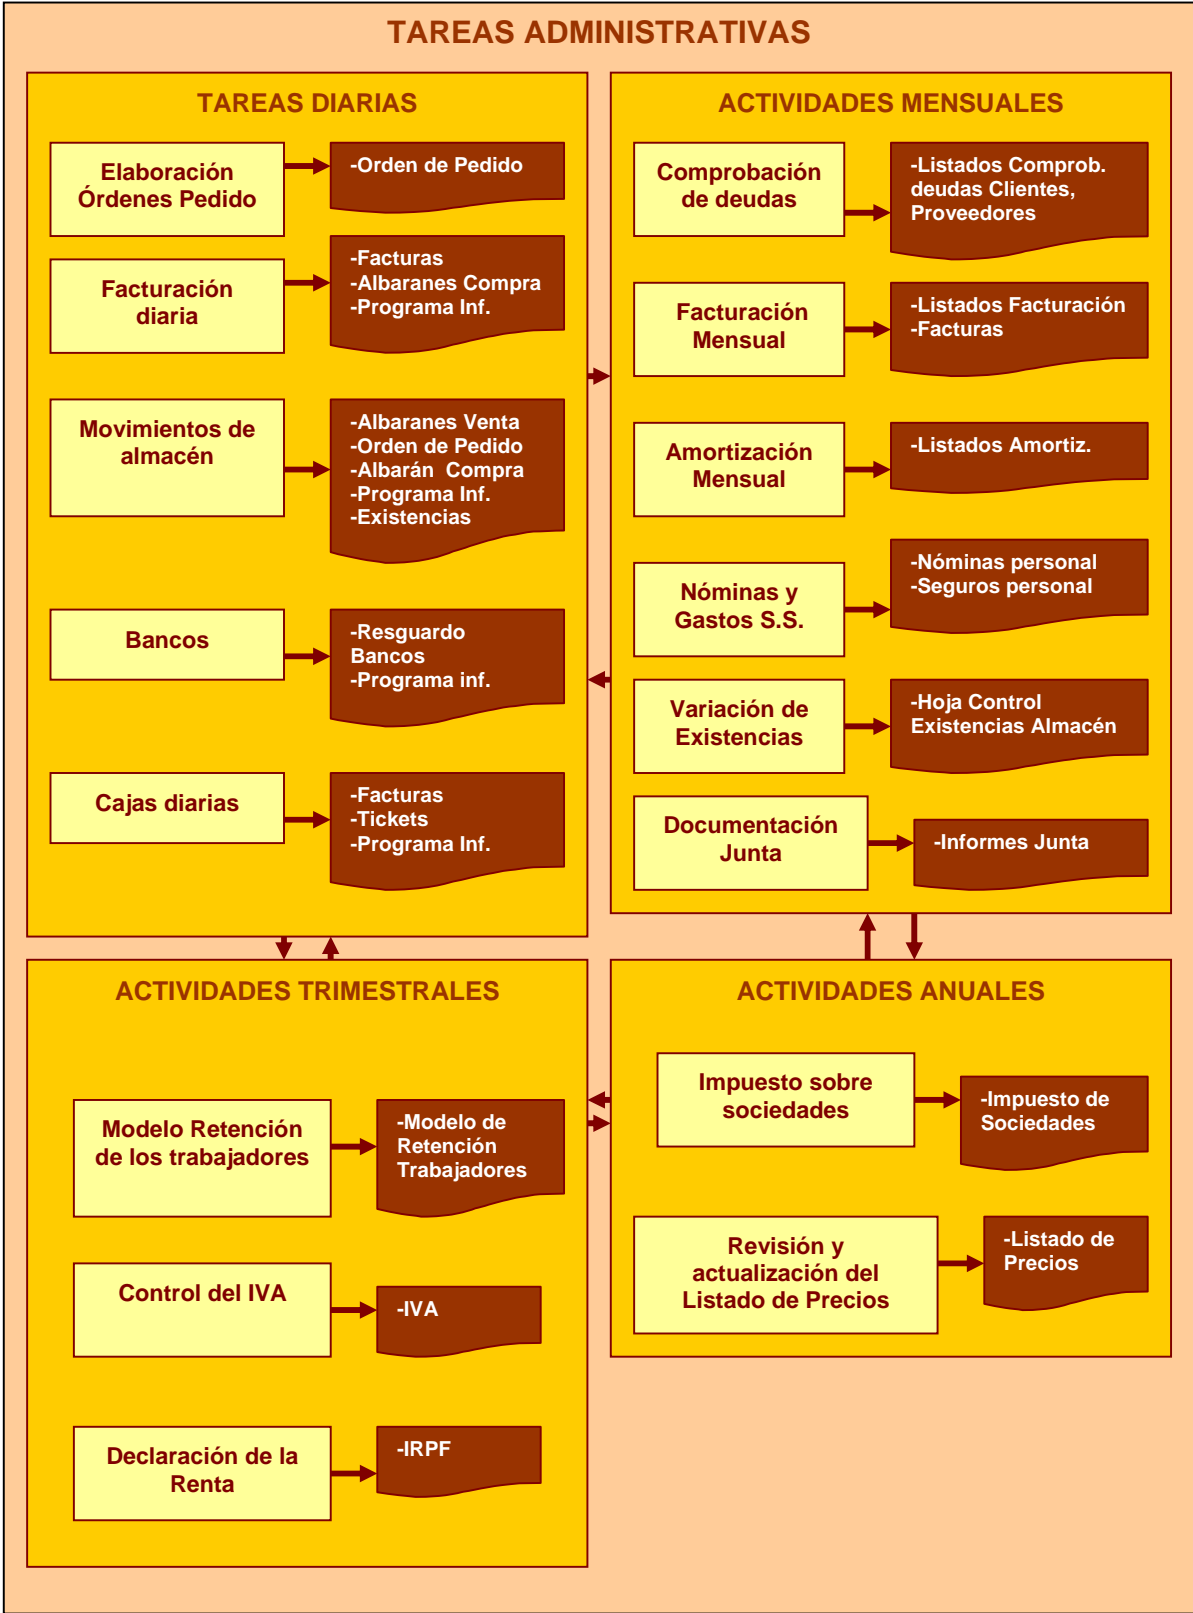 TAREAS ADMINISTRATIVAS
TAREAS DIARIAS
Elaboración
Órdenes Pedido
-Orden de Pedido
Facturación
diaria
-Facturas
-Albaranes Compra
-Programa Inf.
Movimientos de
almacén
-Albaranes Venta
-Orden de Pedido
-Albarán  Compra
-Programa Inf.
-Existencias
Bancos
-Resguardo
Bancos
-Programa inf.
Cajas diarias
-Facturas
-Tickets
-Programa Inf.
ACTIVIDADES MENSUALES
Comprobación
de deudas
-Listados Comprob.
deudas Clientes,
Proveedores
Facturación
Mensual
-Listados Facturación
-Facturas
Amortización
Mensual
-Listados Amortiz.
Nóminas y
Gastos S.S.
-Nóminas personal
-Seguros personal
Variación de
Existencias
-Hoja Control
Existencias Almacén
Documentación
Junta
-Informes Junta
ACTIVIDADES TRIMESTRALES
Modelo Retención
de los trabajadores
-Modelo de
Retención
Trabajadores
Control del IVA
-IVA
Declaración de la
Renta
-IRPF
ACTIVIDADES ANUALES
Impuesto sobre
sociedades
-Impuesto de
Sociedades
Revisión y
actualización del
Listado de Precios
-Listado de
Precios